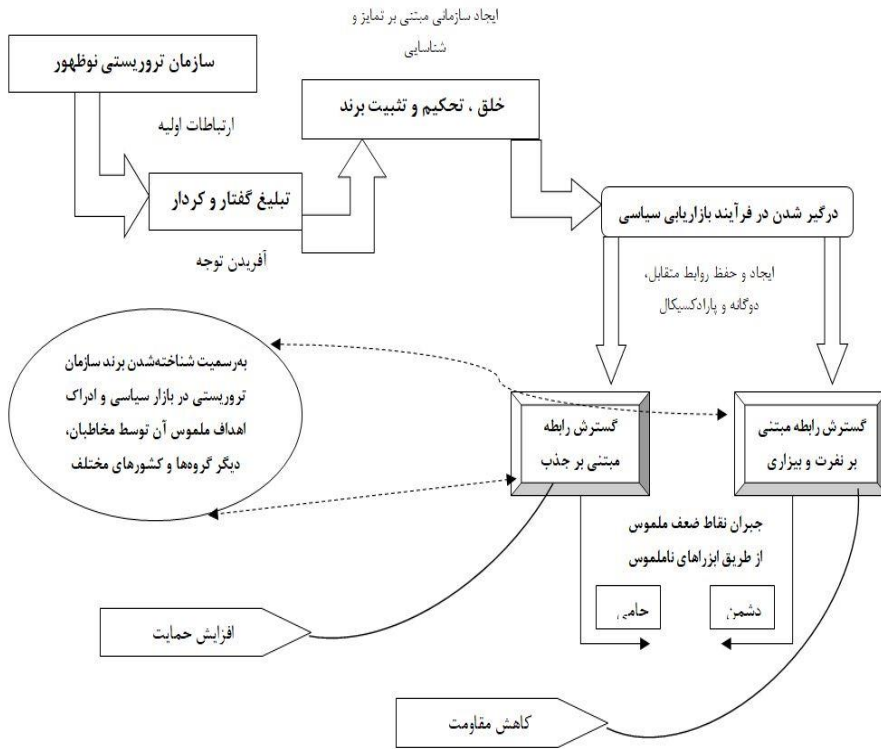 ایجاد سازمانی مبتنی بر تمایز و
شناسایی
سازمان تروریستی نوظهور
خلق ، تحکیم و تثبیت برند
ارتباطات اولیه
تبلیغ گفتار و کردار
درگیر شدن در فرآیند بازاریابی سیاسی
آفریدن توجه
ایجاد و حفظ روابط متقابل،
دوگانه و پارادکسیکال
به‌رسمیت شناخته‌شدن برند سازمان
تروریستی در بازار سیاسی و ادراک
اهداف ملموس آن توسط مخاطبان،
دیگر گروه‌ها و کشورهای مختلف
گسترش رابطه مبتنی
بر نفرت و بیزاری
گسترش رابطه
مبتنی بر جذب
جبران نقاط ضعف ملموس
از طریق ابزراهای ناملموس
دشمن
حامی
افزایش حمایت
کاهش مقاومت